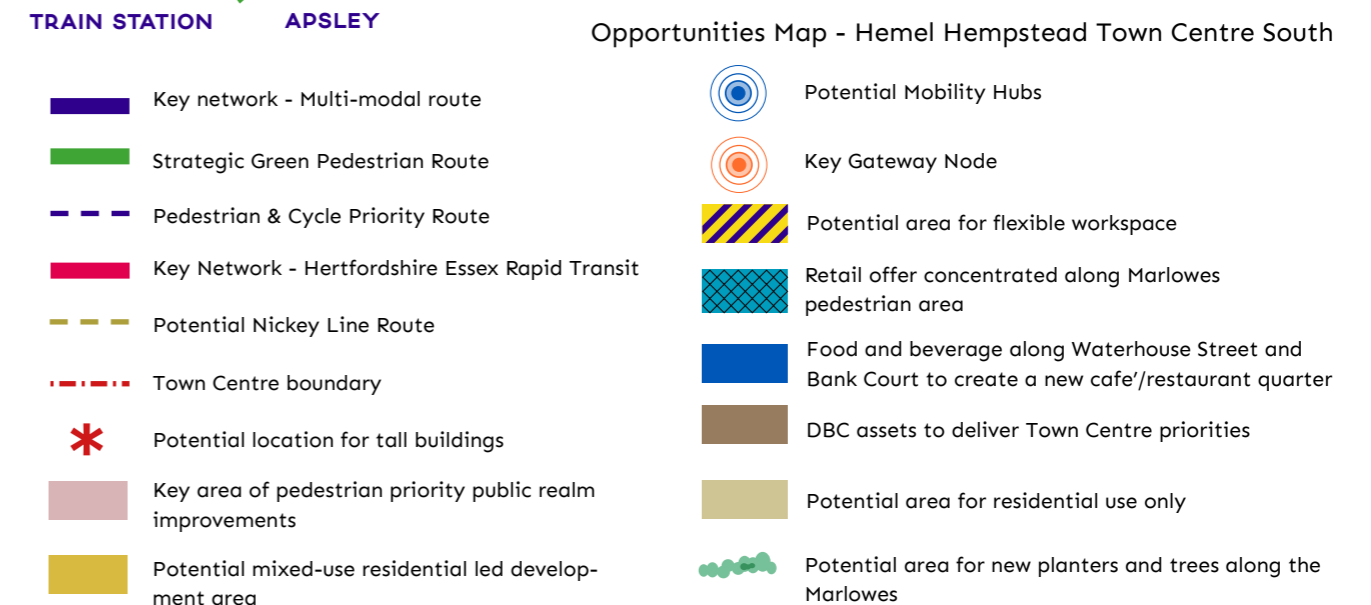 TRAIN STATION
APSLEY
Opportunities Map - Hemel Hempstead Town Centre South
Key network - Multi-modal route
Strategic Green Pedestrian Route
Pedestrian & Cycle Priority Route
Key Network - Hertfordshire Essex Rapid Transit
Potential Nickey Line Route
Town Centre boundary
Potential location for tall buildings
Key area of pedestrian priority public realm
improvements
Potential mixed-use residential led develop-
ment area
Potential Mobility Hubs
Key Gateway Node
Potential area for flexible workspace
Retail offer concentrated along Marlowes
pedestrian area
Food and beverage along Waterhouse Street and
Bank Court to create a new cafe'/restaurant quarter
DBC assets to deliver Town Centre priorities
Potential area for residential use only
Potential area for new planters and trees along the
Marlowes